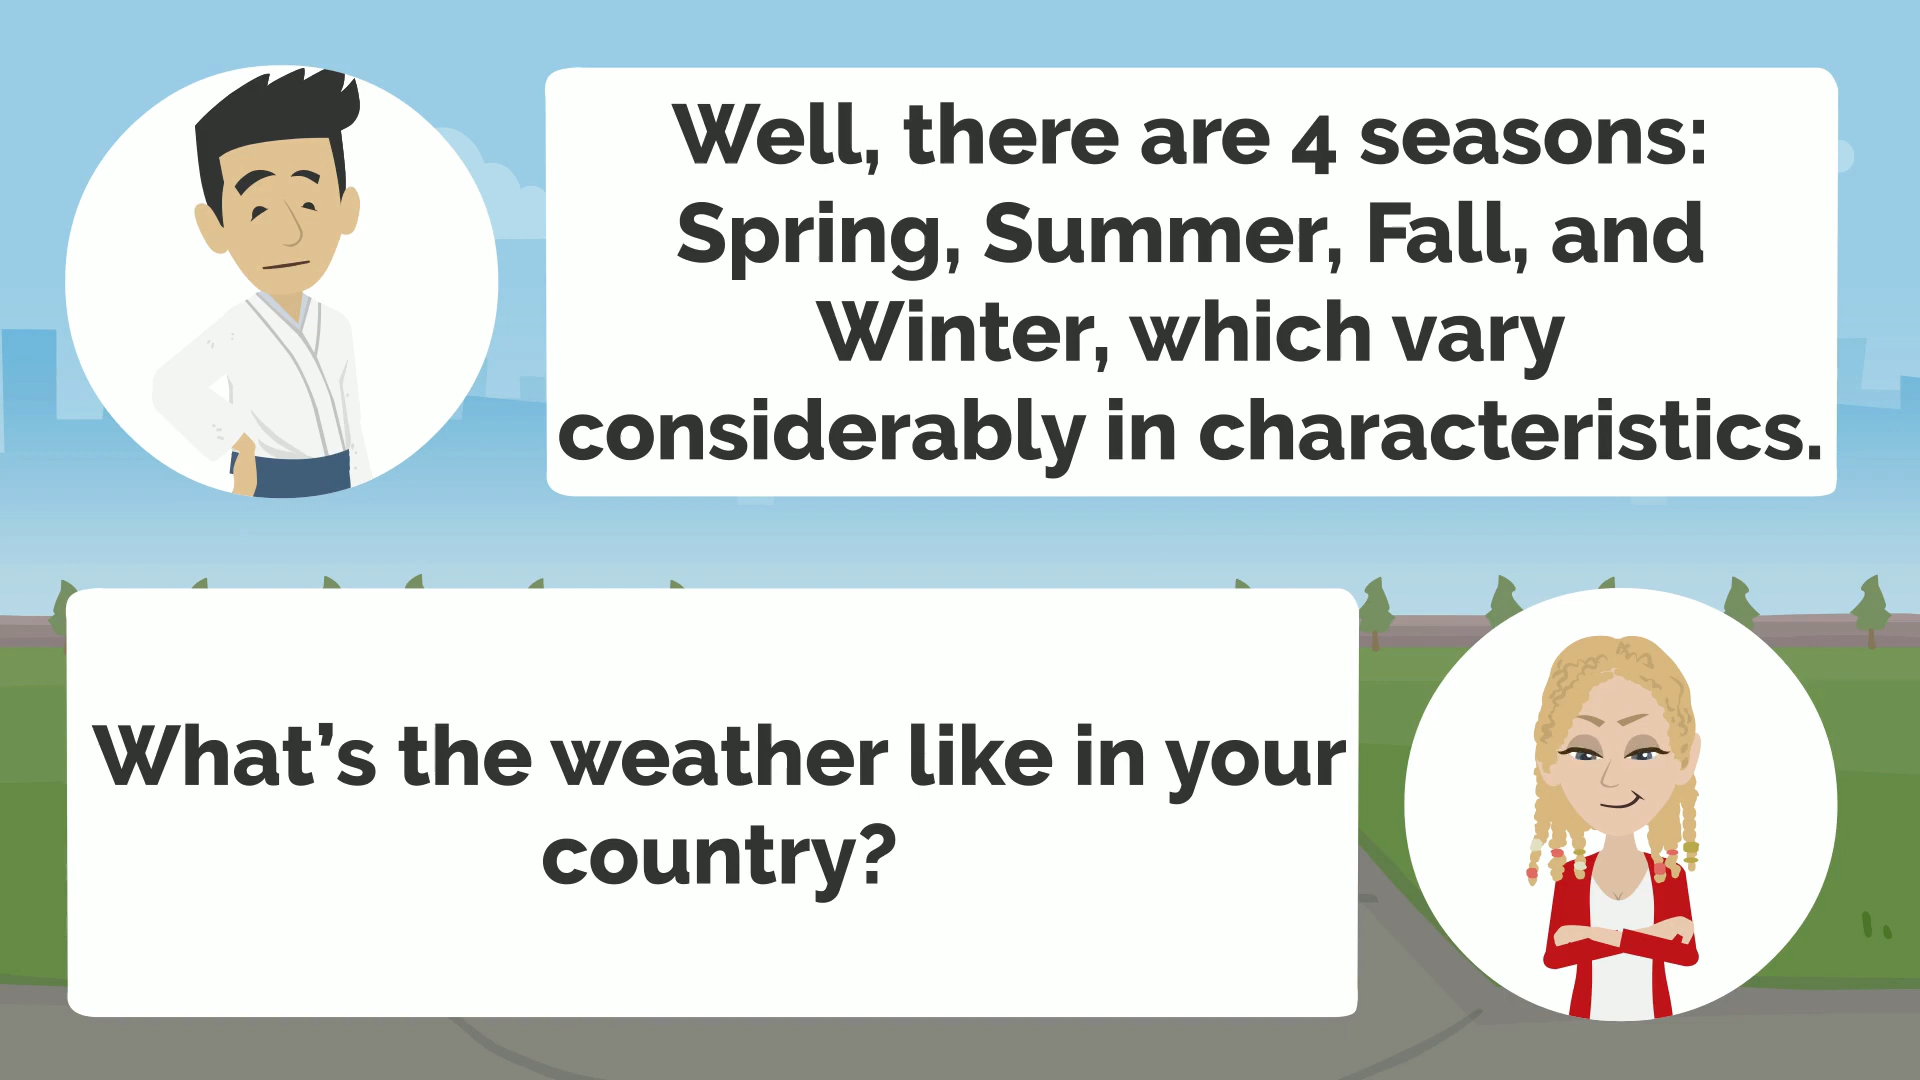 Well, there are 4 seasons:
Spring, Summer, Fall, and
Winter, which vary
considerably in characteristics.
What’s the weather like in your
country?